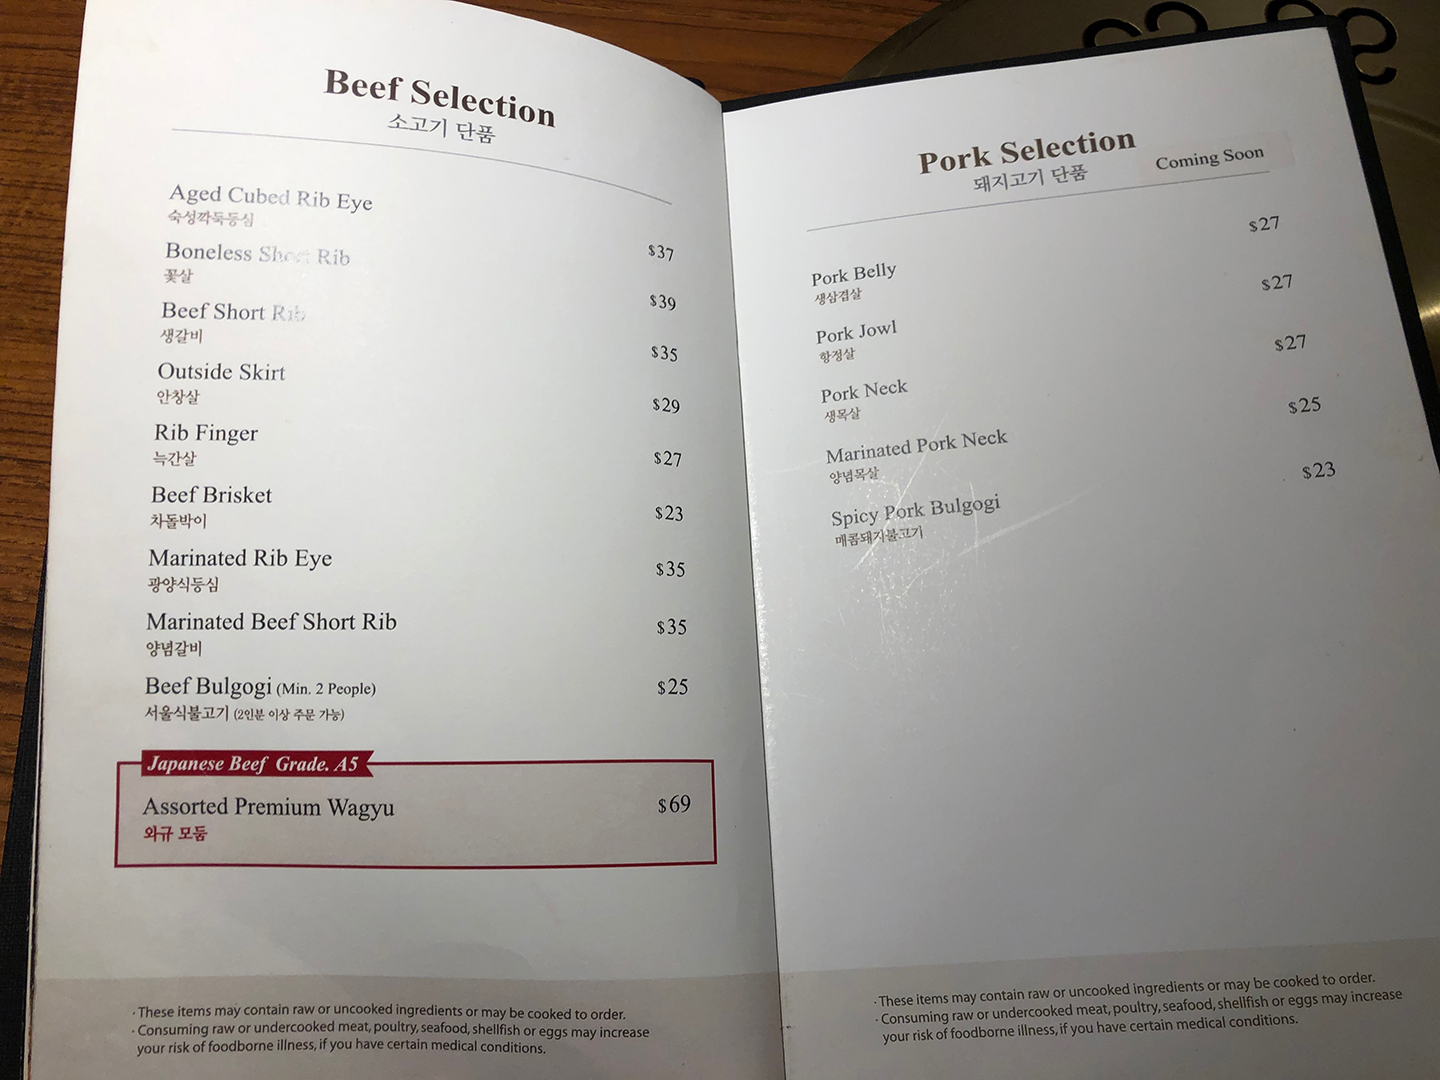 Beef Selection
소고기 단품
Aged Cubed Rib Eye $37
숙성깍둑등심
Boneless Short Rib $39
꽃살
Beef Short Rib $35
생갈비
Outside Skirt $29
안창살
Rib Finger $27
늑간살
Beef Brisket $23
차돌박이
Marinated Rib Eye $35
광양식등심
Marinated Beef Short Rib $35
양념갈비
Beef Bulgogi (Min. 2 People) $25
서울식불고기 (2인분 이상 주문 가능)
Japanese Beef Grade. A5
Assorted Premium Wagyu $69
와규 모둠
· These items may contain raw or uncooked ingredients or may be cooked to order.
· Consuming raw or undercooked meat, poultry, seafood, shellfish or eggs may increase
your risk of foodborne illness, if you have certain medical conditions.
Pork Selection Coming Soon
돼지고기 단품
Pork Belly $27
생삼겹살
Pork Jowl $27
항정살
Pork Neck $27
생목살
Marinated Pork Neck $25
양념목살
Spicy Pork Bulgogi $23
매콤돼지불고기
· These items may contain raw or uncooked ingredients or may be cooked to order.
· Consuming raw or undercooked meat, poultry, seafood, shellfish or eggs may increase
your risk of foodborne illness, if you have certain medical conditions.